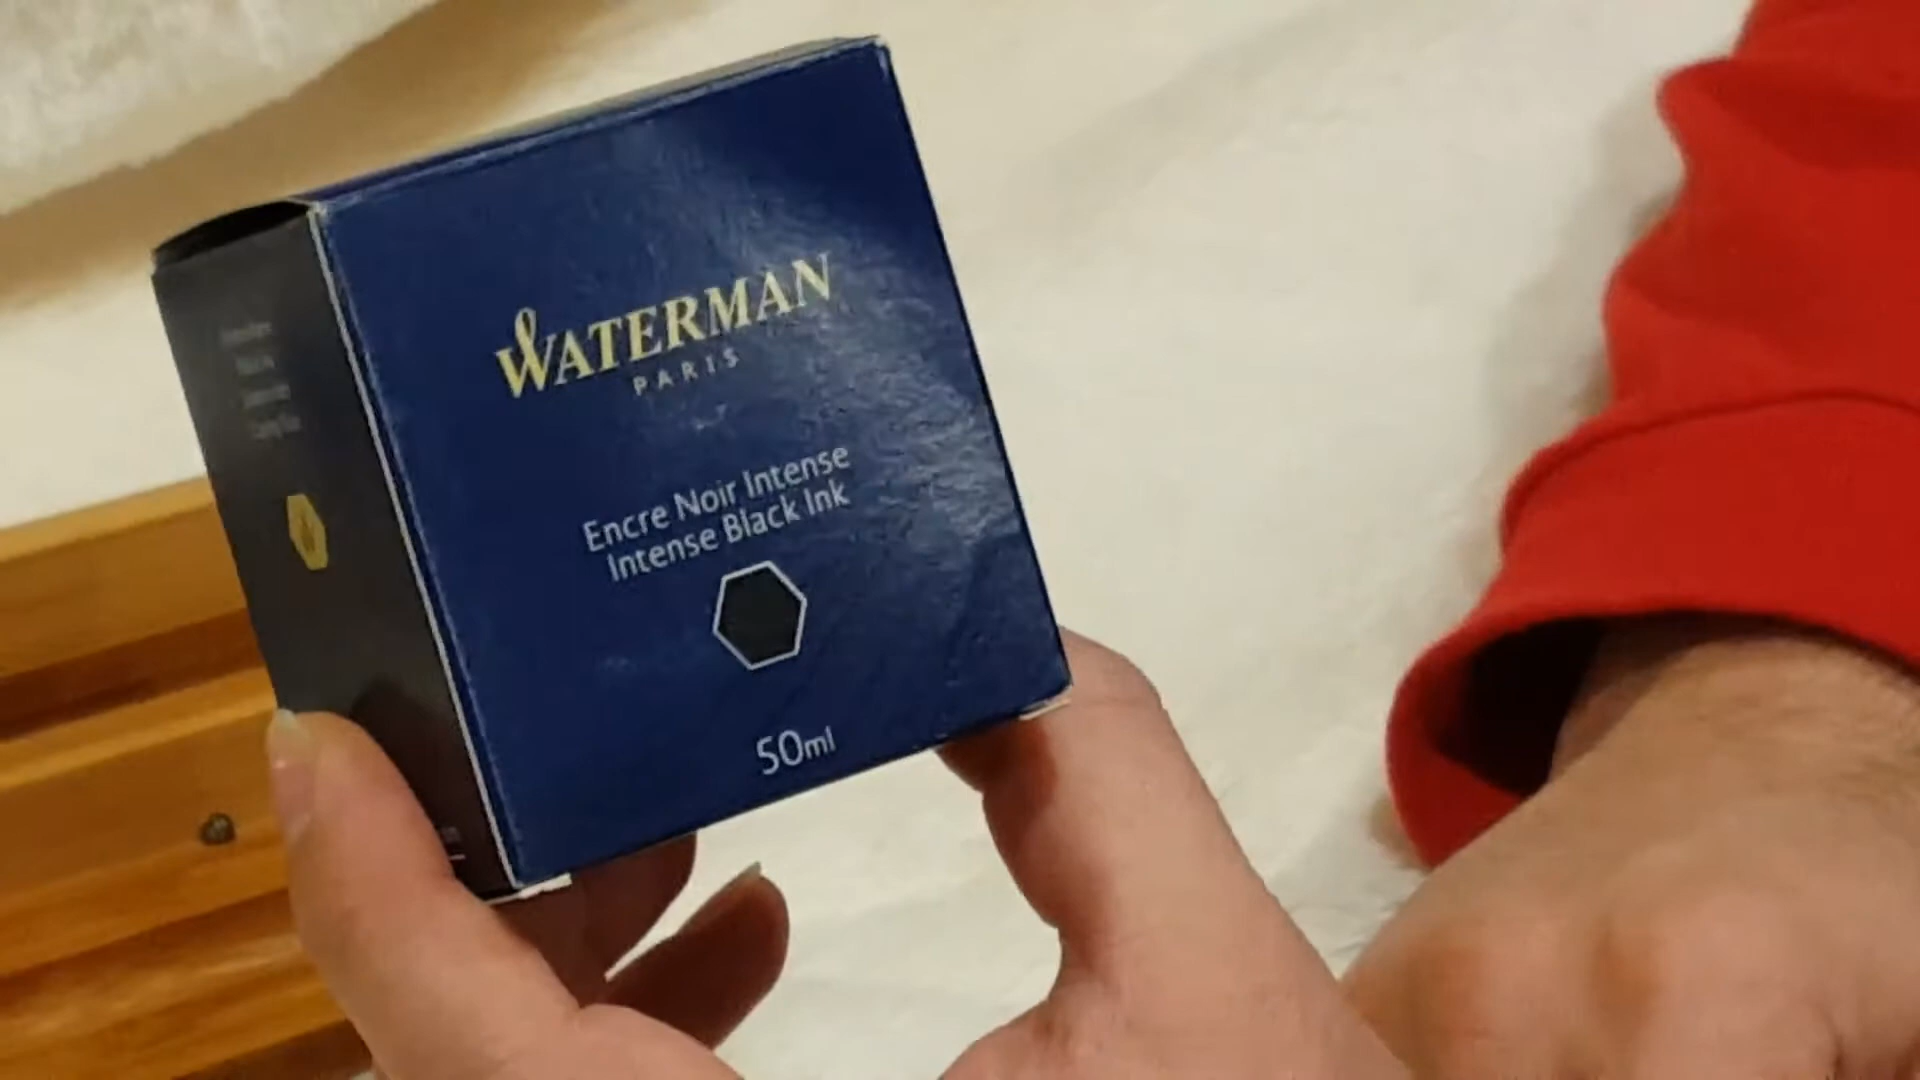 WATERMAN
PARIS
Encre Noir Intense
Intense Black Ink
50ml